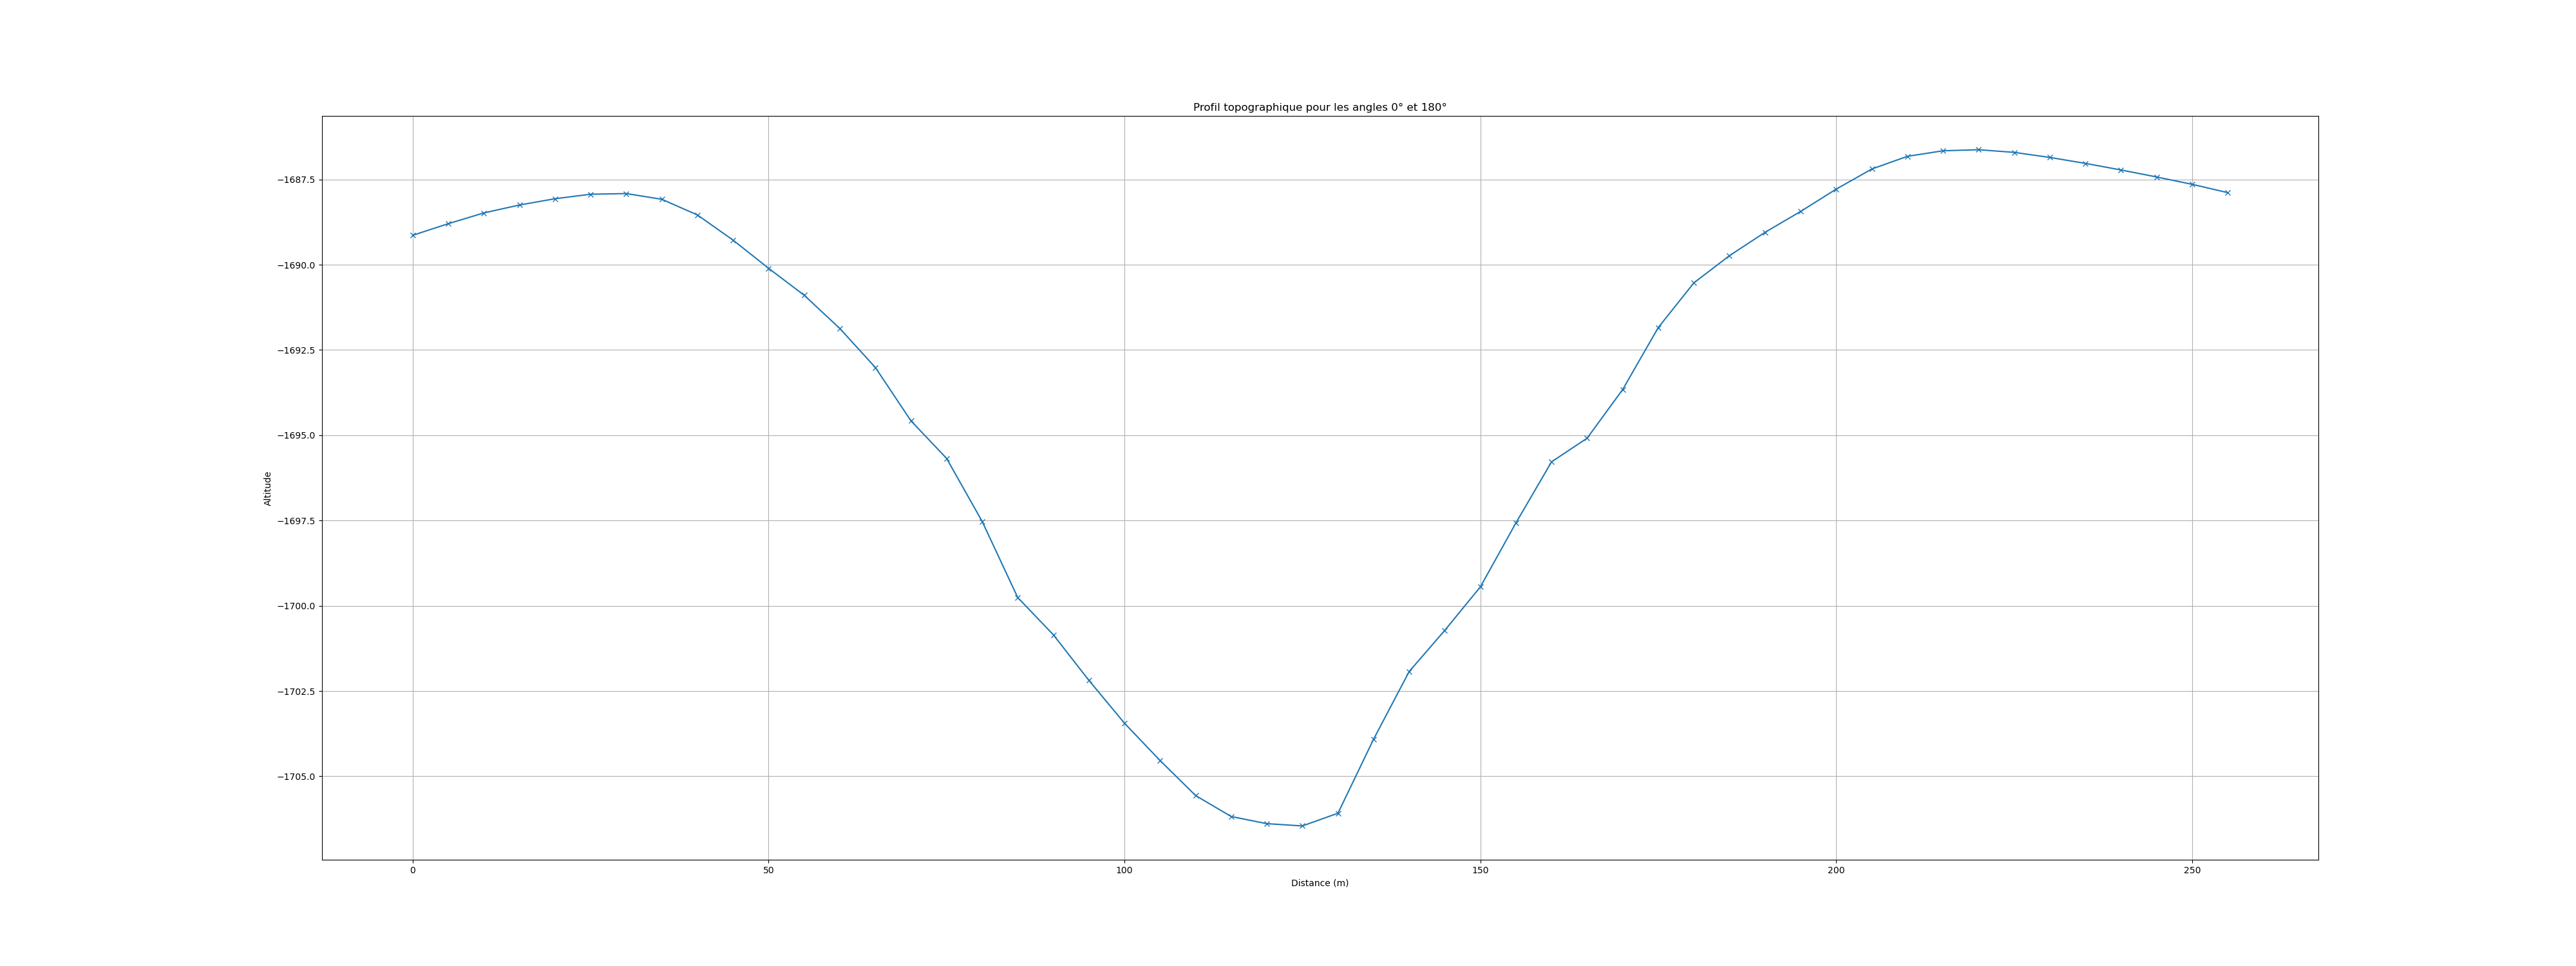 Profil topographique pour les angles 0° et 180°
Altitude
−1687.5
−1690.0
−1692.5
−1695.0
−1697.5
−1700.0
−1702.5
−1705.0
0 50 100 150 200 250
Distance (m)